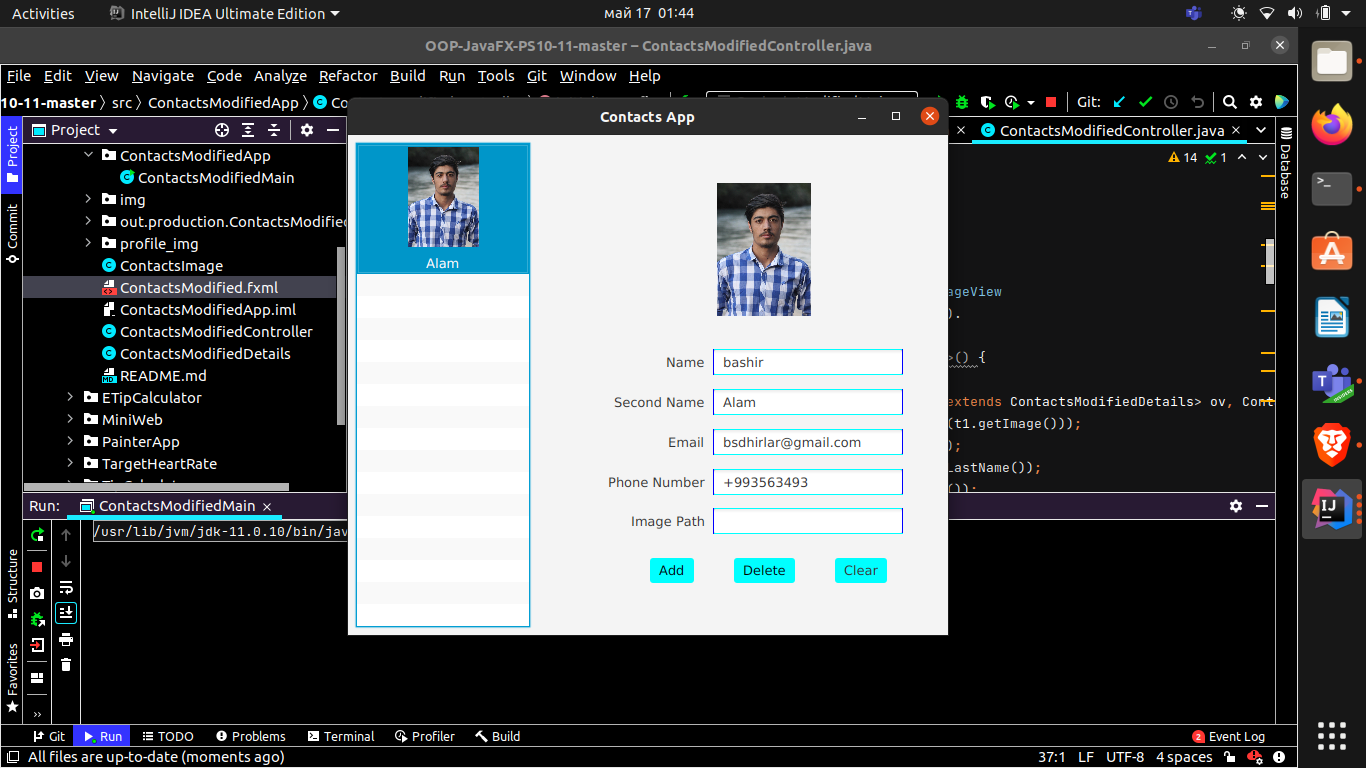 Activities IntelliJ IDEA Ultimate Edition май 17 01:44
OOP-JavaFX-PS10-11-master – ContactsModifiedController.java
File Edit View Navigate Code Analyze Refactor Build Run Tools Git Window Help
10-11-master src ContactsModifiedApp Git:
Project
ContactsModifiedController.java
ContactsModifiedApp
ContactsModifiedMain
img
out.production.ContactsModified
profile_img
ContactsImage
ContactsModified.fxml
ContactsModifiedApp.iml
ContactsModifiedController
ContactsModifiedDetails
README.md
ETipCalculator
MiniWeb
PainterApp
TargetHeartRate
Project
Commit
Structure
Favorites
Database
14 1
ageView
).
>() {
extends ContactsModifiedDetails> ov, Cont
(t1.getImage()));
);
LastName());
());
Contacts App
Alam
Name bashir
Second Name Alam
Email bsdhirlar@gmail.com
Phone Number +993563493
Image Path
Add Delete Clear
Run: ContactsModifiedMain
/usr/lib/jvm/jdk-11.0.10/bin/jav
Git Run TODO Problems Terminal Profiler Build 2 Event Log
All files are up-to-date (moments ago) 37:1 LF UTF-8 4 spaces